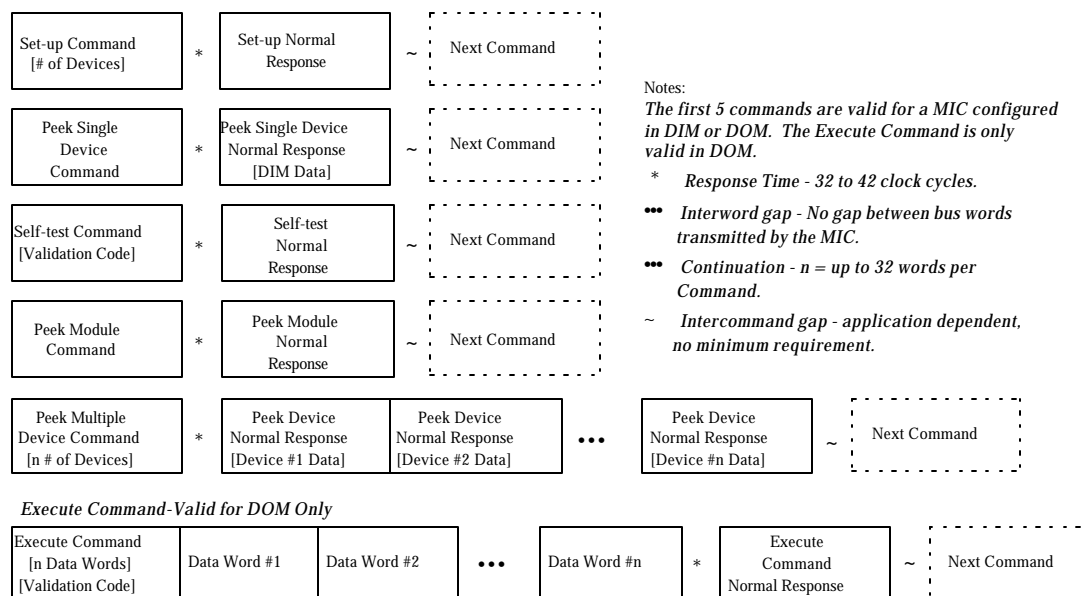 Set-up Command
[# of Devices]
*
Set-up Normal
Response
~
Next Command
Peek Single
Device
Command
*
Peek Single Device
Normal Response
[DIM Data]
~
Next Command
Self-test Command
[Validation Code]
*
Self-test
Normal
Response
~
Next Command
Peek Module
Command
*
Peek Module
Normal
Response
~
Next Command
Notes:
The first 5 commands are valid for a MIC configured
in DIM or DOM. The Execute Command is only
valid in DOM.
* Response Time - 32 to 42 clock cycles.
••• Interword gap - No gap between bus words
transmitted by the MIC.
••• Continuation - n = up to 32 words per
Command.
~ Intercommand gap - application dependent,
no minimum requirement.
Peek Multiple
Device Command
[n # of Devices]
*
Peek Device
Normal Response
[Device #1 Data]
Peek Device
Normal Response
[Device #2 Data]
•••
Peek Device
Normal Response
[Device #n Data]
~
Next Command
Execute Command-Valid for DOM Only
Execute Command
[n Data Words]
[Validation Code]
Data Word #1
Data Word #2
•••
Data Word #n
*
Execute
Command
Normal Response
~
Next Command